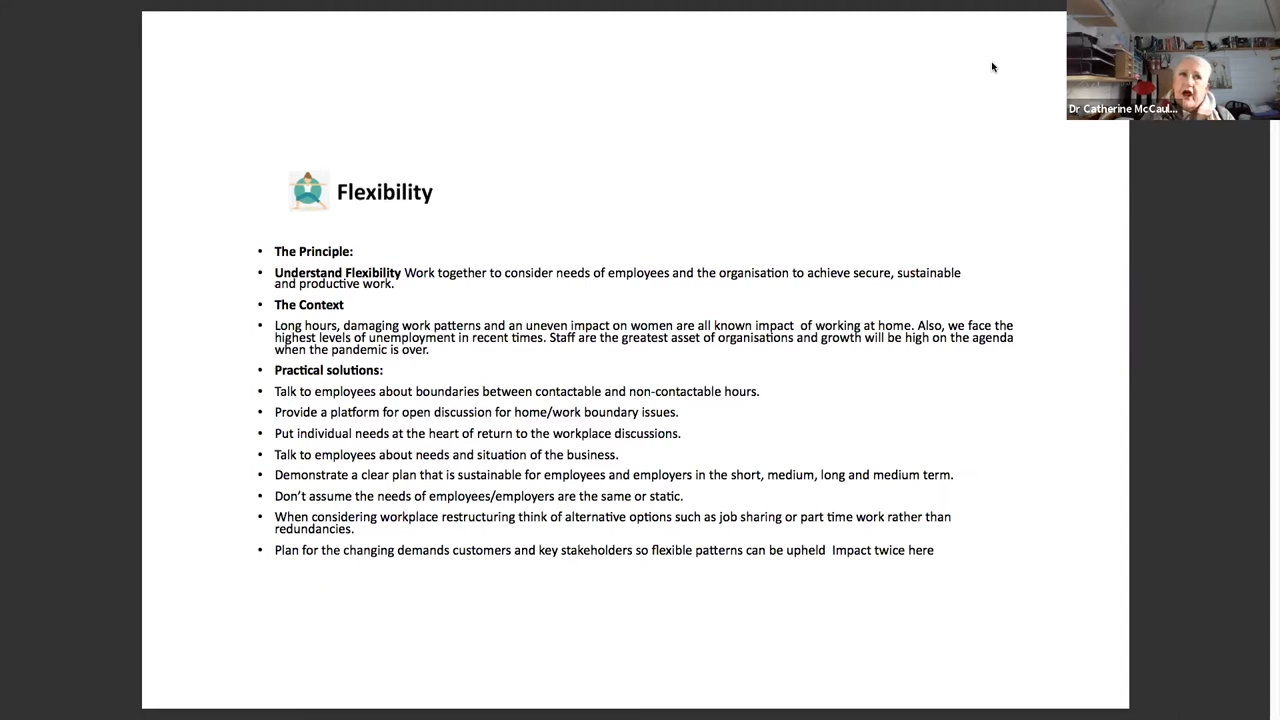 Dr Catherine McCaul...
Flexibility
• The Principle:
• Understand Flexibility Work together to consider needs of employees and the organisation to achieve secure, sustainable
and productive work.
• The Context
• Long hours, damaging work patterns and an uneven impact on women are all known impact  of working at home. Also, we face the
highest levels of unemployment in recent times. Staff are the greatest asset of organisations and growth will be high on the agenda
when the pandemic is over.
• Practical solutions:
• Talk to employees about boundaries between contactable and non-contactable hours.
• Provide a platform for open discussion for home/work boundary issues.
• Put individual needs at the heart of return to the workplace discussions.
• Talk to employees about needs and situation of the business.
• Demonstrate a clear plan that is sustainable for employees and employers in the short, medium, long and medium term.
• Don’t assume the needs of employees/employers are the same or static.
• When considering workplace restructuring think of alternative options such as job sharing or part time work rather than
redundancies.
• Plan for the changing demands customers and key stakeholders so flexible patterns can be upheld  Impact twice here